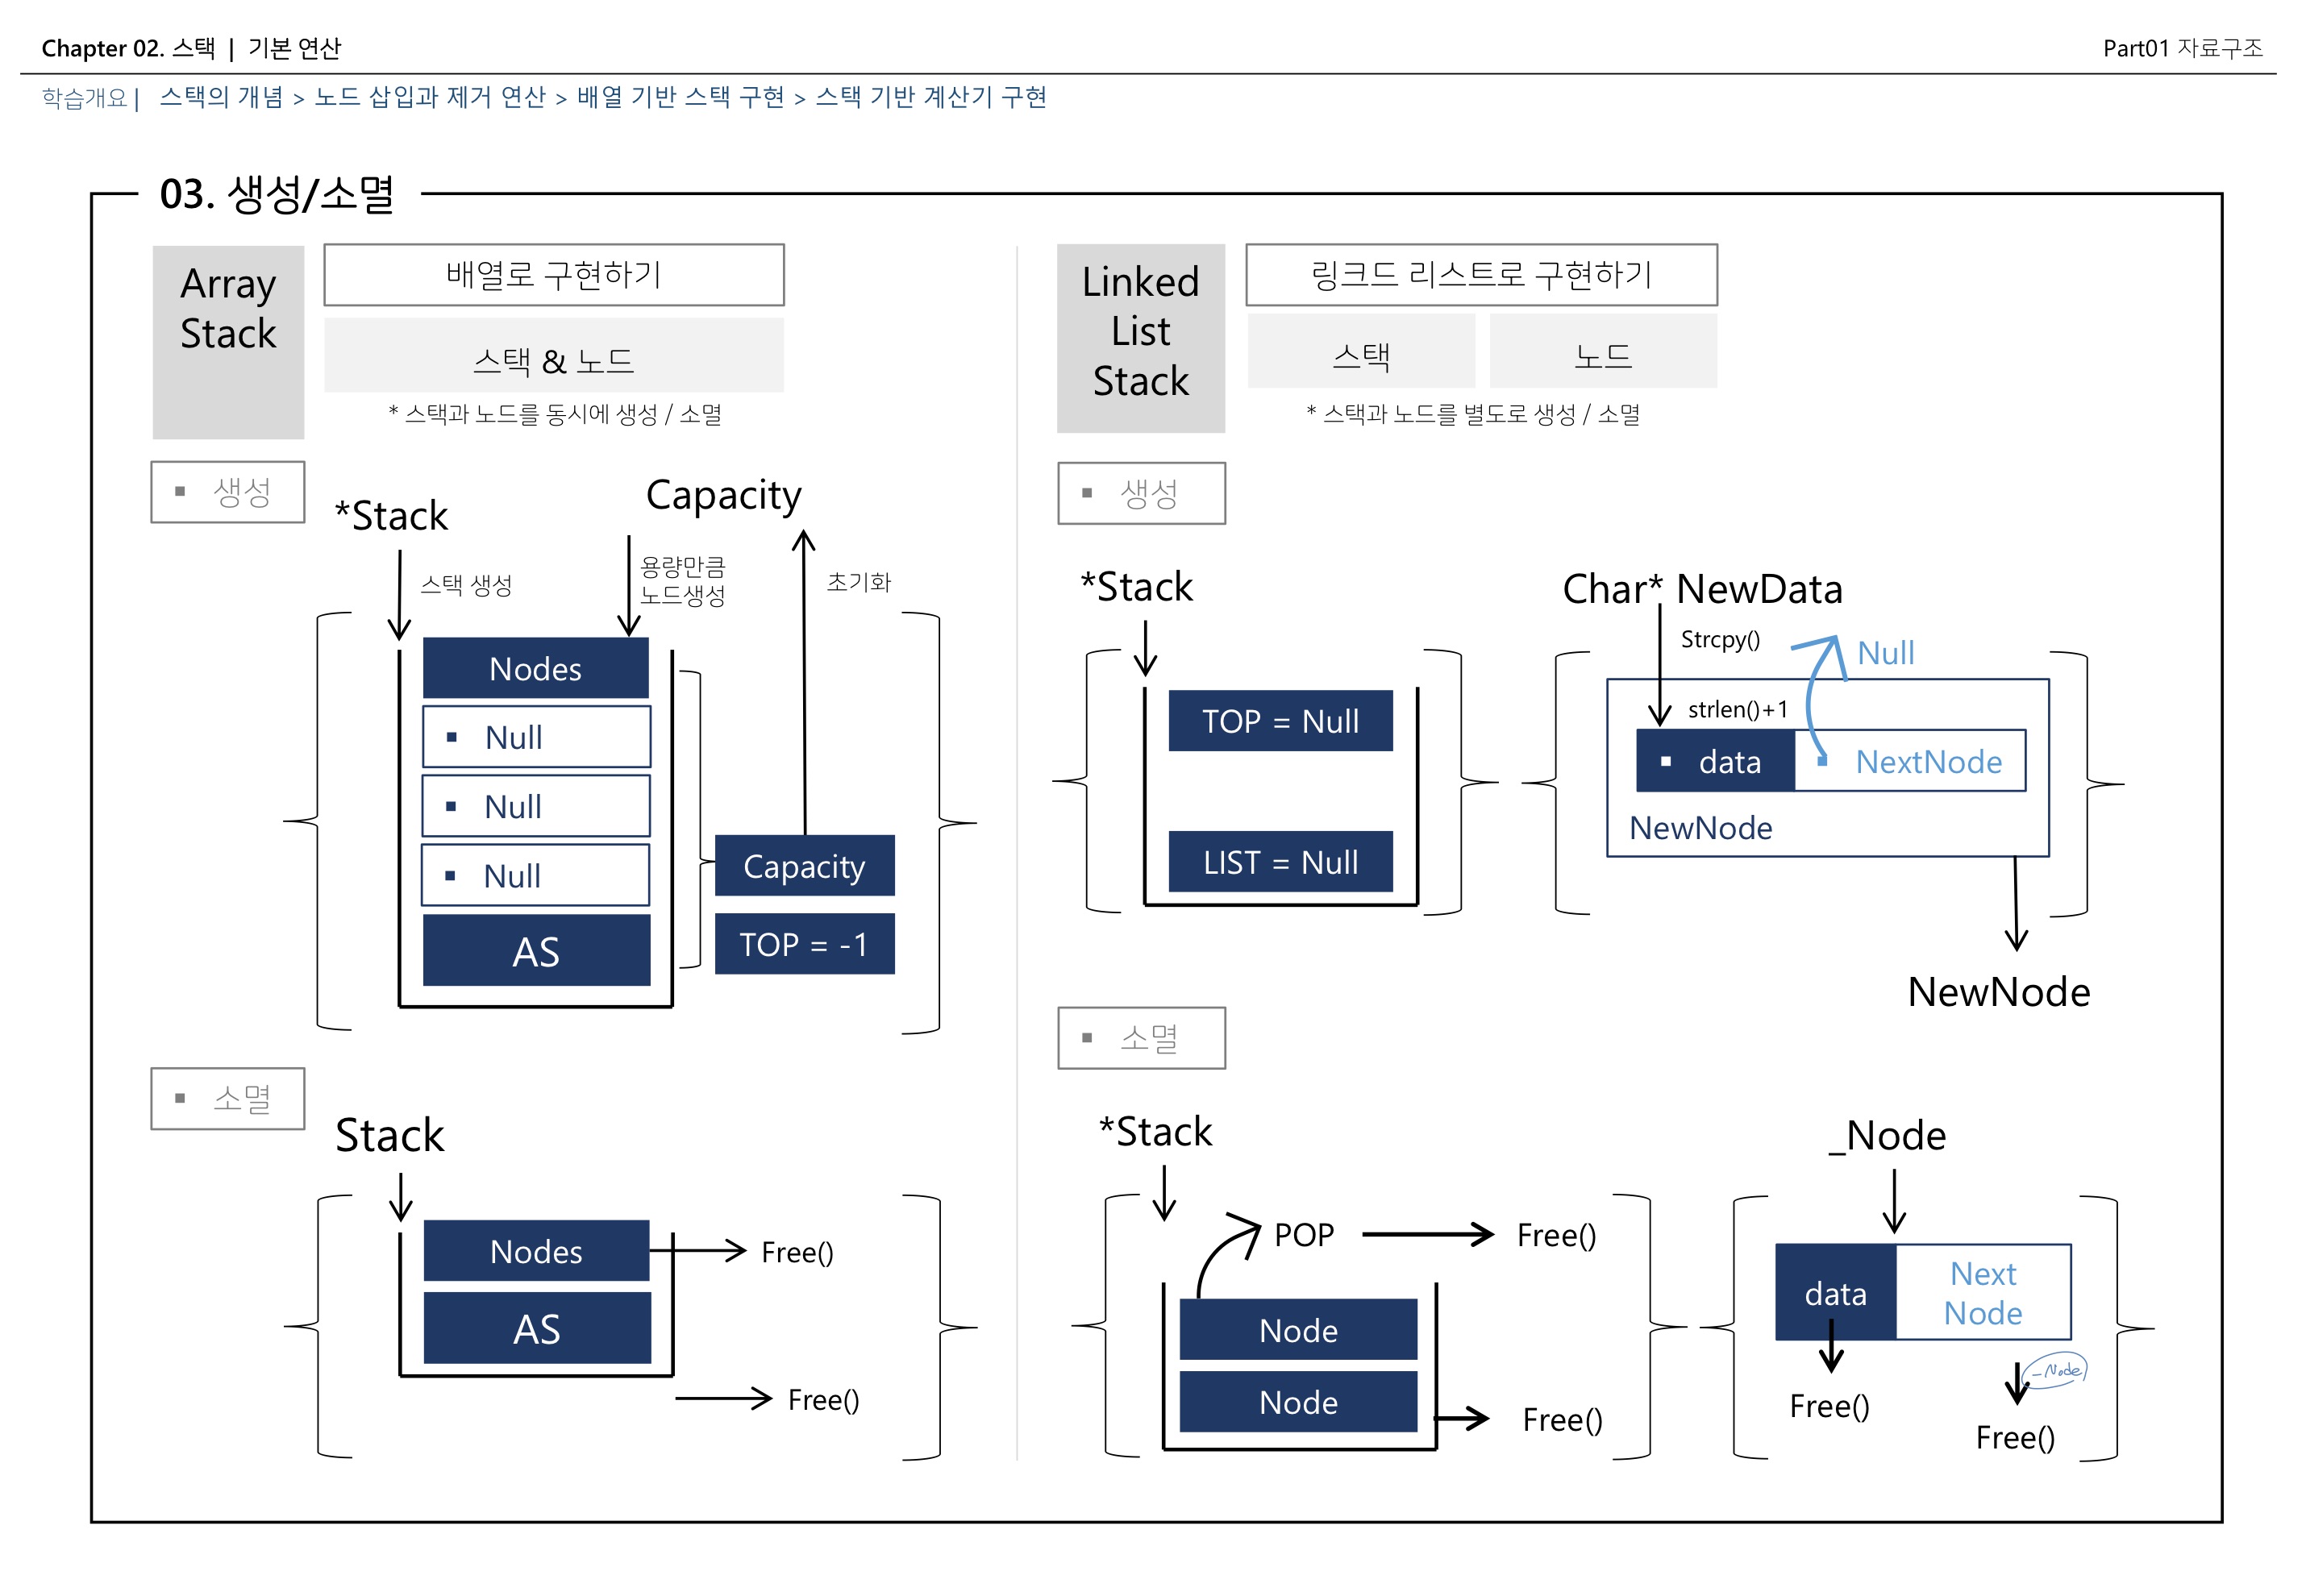 Chapter 02. 스택 | 기본 연산
Part01 자료구조
학습개요 | 스택의 개념 > 노드 삽입과 제거 연산 > 배열 기반 스택 구현 > 스택 기반 계산기 구현
03. 생성/소멸
Array
Stack
배열로 구현하기
스택 & 노드
* 스택과 노드를 동시에 생성 / 소멸
▪ 생성
*Stack
Capacity
스택 생성
용량만큼
노드생성
초기화
Nodes
▪ Null
▪ Null
▪ Null
AS
Capacity
TOP = -1
▪ 소멸
Stack
Nodes
Free()
AS
Free()
Linked
List
Stack
링크드 리스트로 구현하기
스택
노드
* 스택과 노드를 별도로 생성 / 소멸
▪ 생성
*Stack
TOP = Null
LIST = Null
Char* NewData
Strcpy()
Null
strlen()+1
▪ data
▪ NextNode
NewNode
NewNode
▪ 소멸
*Stack
POP
Free()
Node
Node
Free()
_Node
data
Next
Node
_Node
Free()
Free()